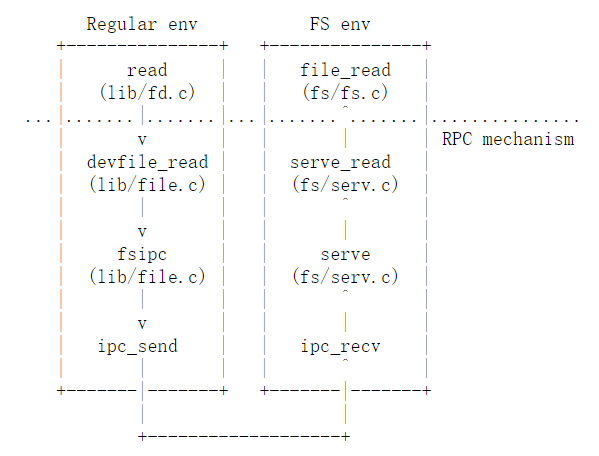 Regular env FS env
read file_read
(lib/fd.c) (fs/fs.c)
RPC mechanism
devfile_read serve_read
(lib/file.c) (fs/serv.c)
fsipc serve
(lib/file.c) (fs/serv.c)
ipc_send ipc_recv